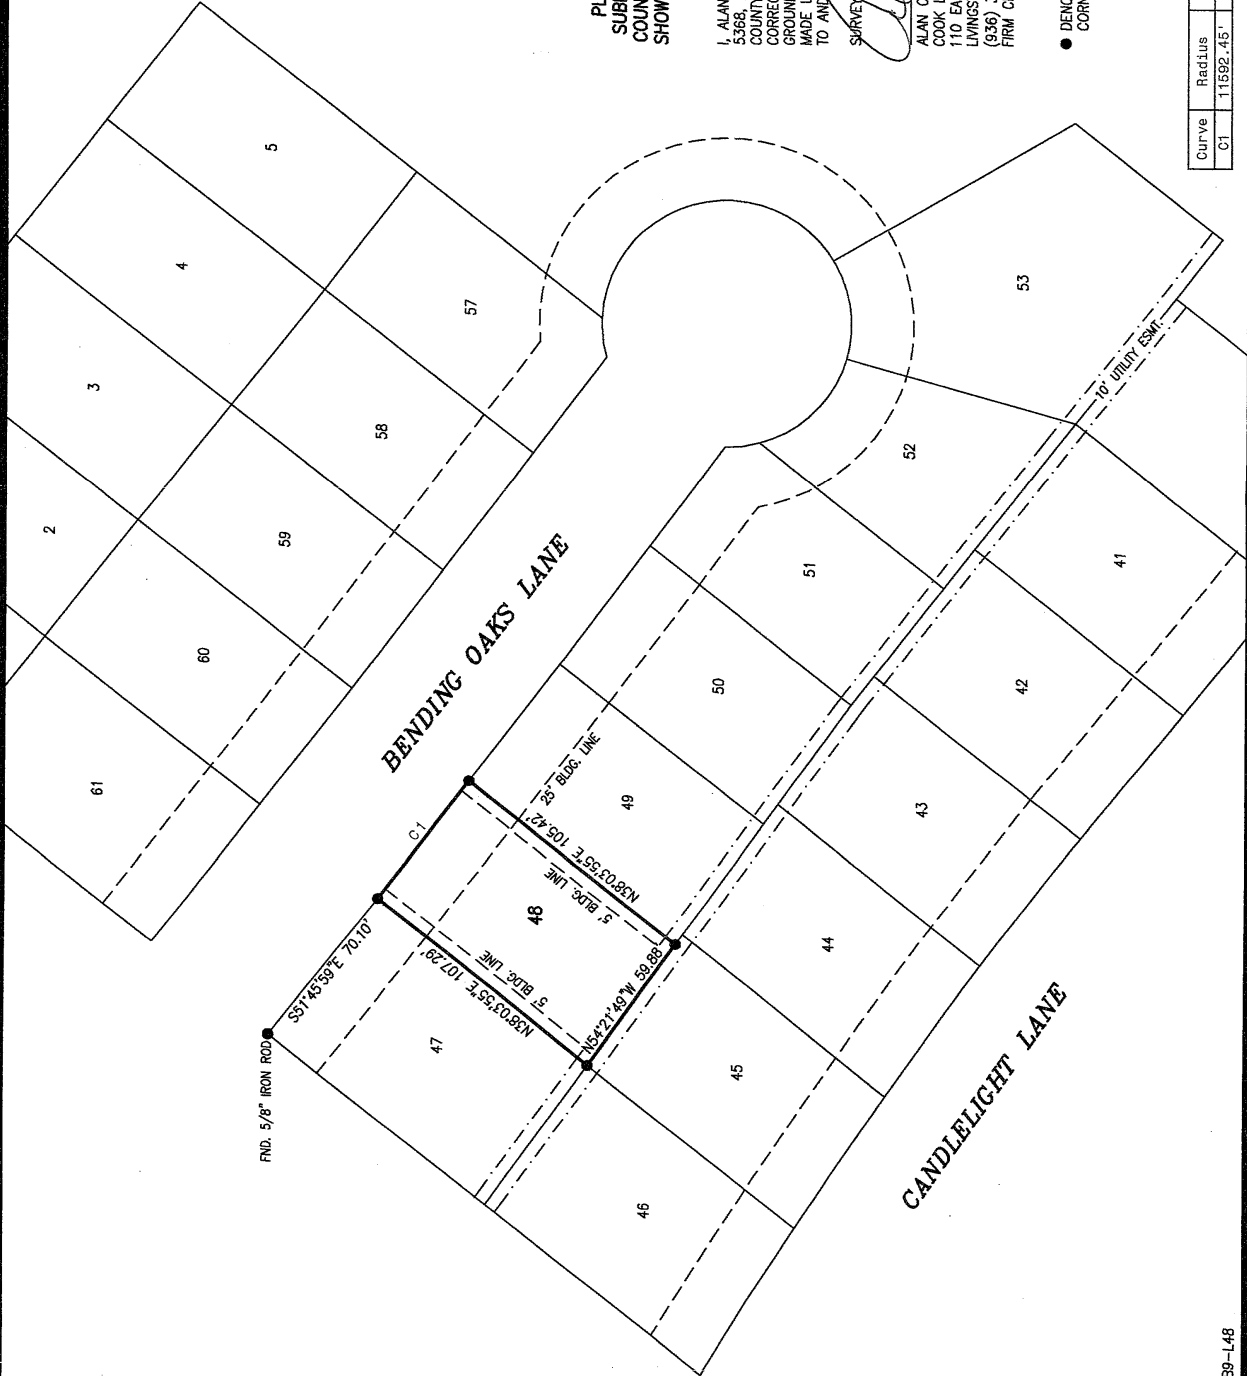 PL
SUBI
COUN
SHOW
I, ALAN
5368,
COUNTY
CORREC
GROUN
MADE U
TO AND
SURVEY
ALAN C
COOK L
110 EA
LIVINGS
(936) 3
FIRM C
● DENO
CORN
Curve Radius
C1 11592.45'
5
4
3
2
57
58
59
60
61
BENDING OAKS LANE
53
52
51
50
49
48
47
10' UTILITY ESMT.
25' BLDG. LINE
5' BLDG. LINE
5' BLDG. LINE
C1
N38°03'55"E 105.42'
N38°03'55"E 107.29'
N54°21'49"W 59.88'
S51°45'59"E 70.10'
FND. 5/8" IRON ROD
41
42
43
44
45
46
CANDLELIGHT LANE
39-L48